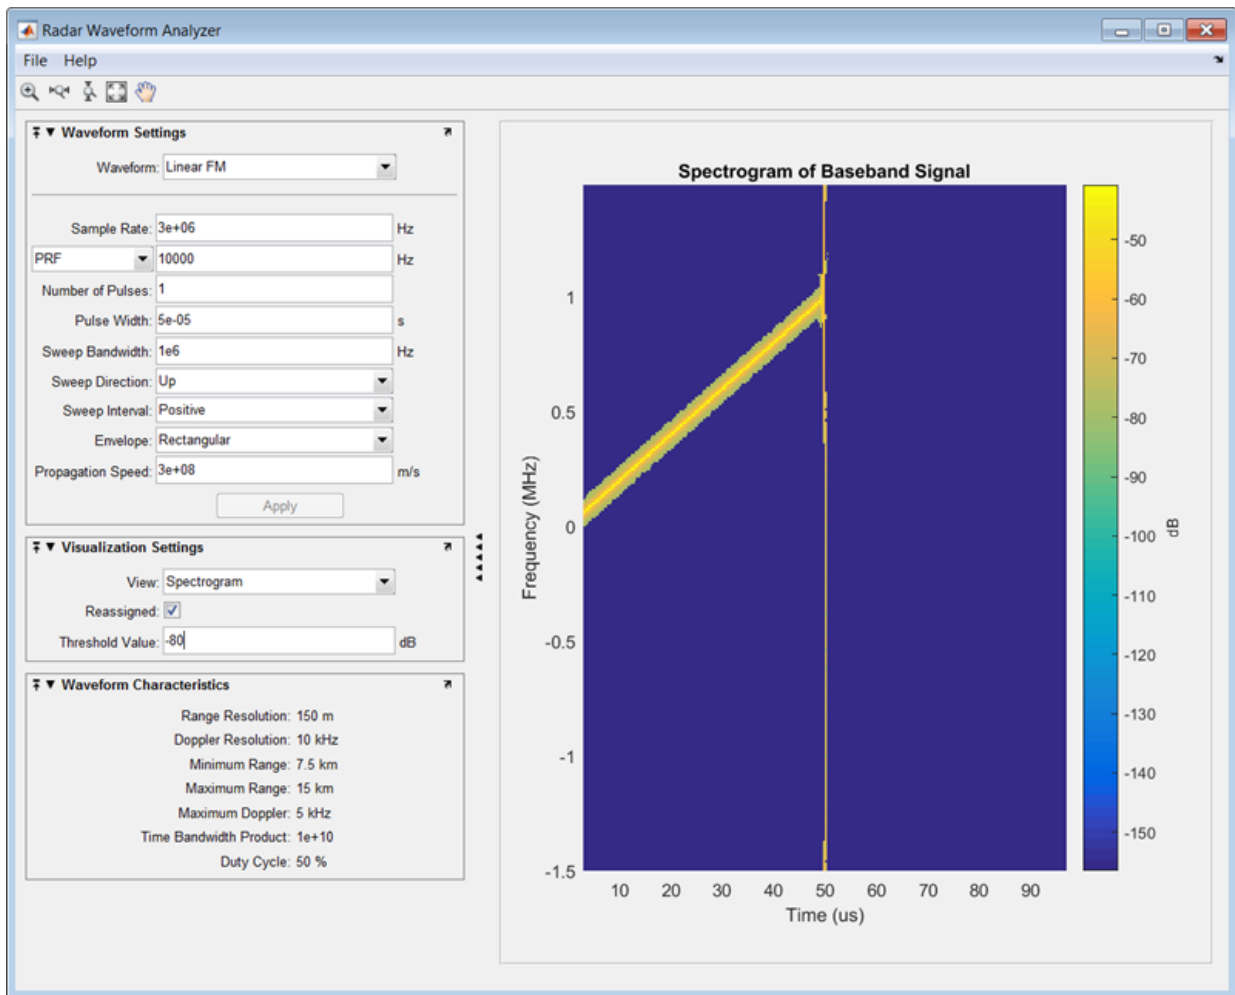 Radar Waveform Analyzer
File Help
Waveform Settings
Waveform: Linear FM
Sample Rate: 3e+06 Hz
PRF 10000 Hz
Number of Pulses: 1
Pulse Width: 5e-05 s
Sweep Bandwidth: 1e6 Hz
Sweep Direction: Up
Sweep Interval: Positive
Envelope: Rectangular
Propagation Speed: 3e+08 m/s
Apply
Visualization Settings
View: Spectrogram
Reassigned:
Threshold Value: -80 dB
Waveform Characteristics
Range Resolution: 150 m
Doppler Resolution: 10 kHz
Minimum Range: 7.5 km
Maximum Range: 15 km
Maximum Doppler: 5 kHz
Time Bandwidth Product: 1e+10
Duty Cycle: 50 %
Spectrogram of Baseband Signal
Frequency (MHz)
1
0.5
0
-0.5
-1
-1.5
10 20 30 40 50 60 70 80 90
Time (us)
-50
-60
-70
-80
-90
-100
-110
-120
-130
-140
-150
dB